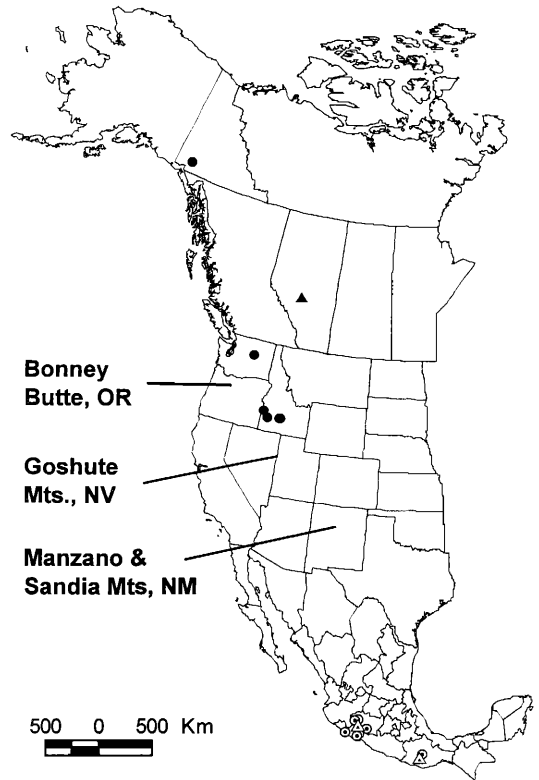 Bonney
Butte, OR
Goshute
Mts., NV
Manzano &
Sandia Mts, NM
500 0 500 Km